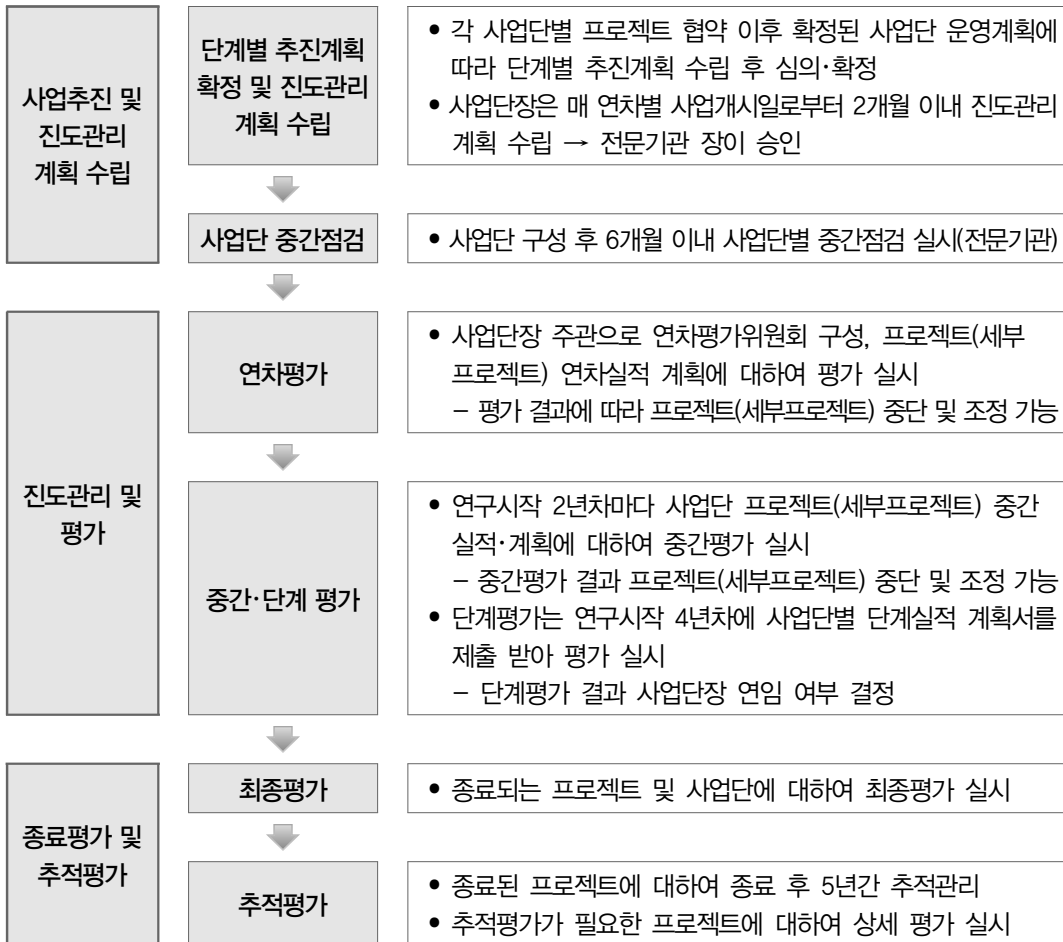 사업추진 및
진도관리
계획 수립
단계별 추진계획
확정 및 진도관리
계획 수립
• 각 사업단별 프로젝트 협약 이후 확정된 사업단 운영계획에
따라 단계별 추진계획 수립 후 심의·확정
• 사업단장은 매 연차별 사업개시일로부터 2개월 이내 진도관리
계획 수립 → 전문기관 장이 승인
사업단 중간점검
• 사업단 구성 후 6개월 이내 사업단별 중간점검 실시(전문기관)
진도관리 및
평가
연차평가
• 사업단장 주관으로 연차평가위원회 구성, 프로젝트(세부
프로젝트) 연차실적 계획에 대하여 평가 실시
– 평가 결과에 따라 프로젝트(세부프로젝트) 중단 및 조정 가능
중간·단계 평가
• 연구시작 2년차마다 사업단 프로젝트(세부프로젝트) 중간
실적·계획에 대하여 중간평가 실시
– 중간평가 결과 프로젝트(세부프로젝트) 중단 및 조정 가능
• 단계평가는 연구시작 4년차에 사업단별 단계실적 계획서를
제출 받아 평가 실시
– 단계평가 결과 사업단장 연임 여부 결정
종료평가 및
추적평가
최종평가
• 종료되는 프로젝트 및 사업단에 대하여 최종평가 실시
추적평가
• 종료된 프로젝트에 대하여 종료 후 5년간 추적관리
• 추적평가가 필요한 프로젝트에 대하여 상세 평가 실시